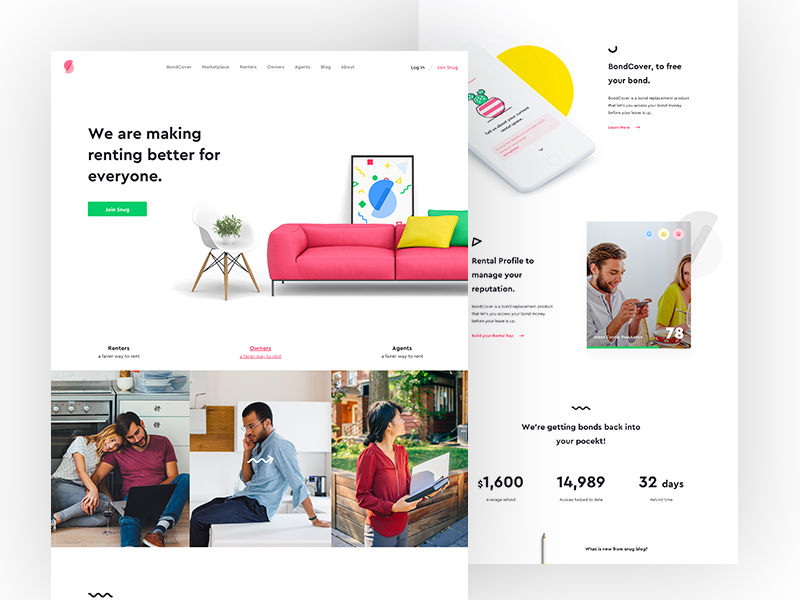 BondCover
Marketplace
Renters
Owners
Agents
Blog
About
Log In
Join Snug
We are making
renting better for
everyone.
Join Snug
Renters
a fairer way to rent
Owners
a fairer way to rent
Agents
a fairer way to rent
BondCover, to free
your bond.
BondCover is a bond replacement product
that let's you access your bond money
before your leave is up.
Learn More
Tell us about your current
rental space.
Rental Profile to
manage your
reputation.
BondCover is a bond replacement product
that let's you access your bond money
before your leave is up.
Build your Rental Rep
78
We're getting bonds back into
your pocekt!
$1,600
Average refund
14,989
Aussies helped to date
32 days
Refund time
What is new from snug blog?